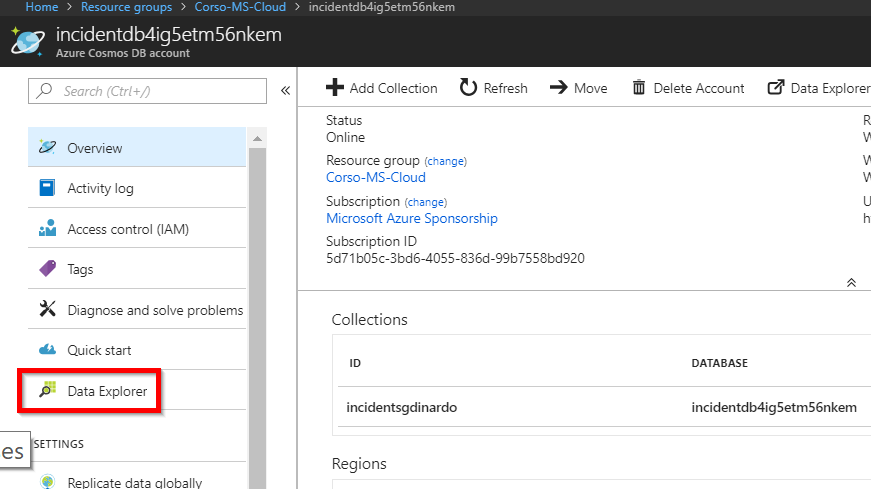 Home > Resource groups > Corso-MS-Cloud > incidentdb4ig5etm56nkem
incidentdb4ig5etm56nkem
Azure Cosmos DB account
Search (Ctrl+/)
Overview
Activity log
Access control (IAM)
Tags
Diagnose and solve problems
Quick start
Data Explorer
SETTINGS
es
Replicate data globally
Add Collection
Refresh
Move
Delete Account
Data Explorer
Status
Online
Resource group (change)
Corso-MS-Cloud
Subscription (change)
Microsoft Azure Sponsorship
Subscription ID
5d71b05c-3bd6-4055-836d-99b7558bd920
R
W
W
W
U
h
Collections
ID DATABASE
incidentsgdinardo incidentdb4ig5etm56nkem
Regions